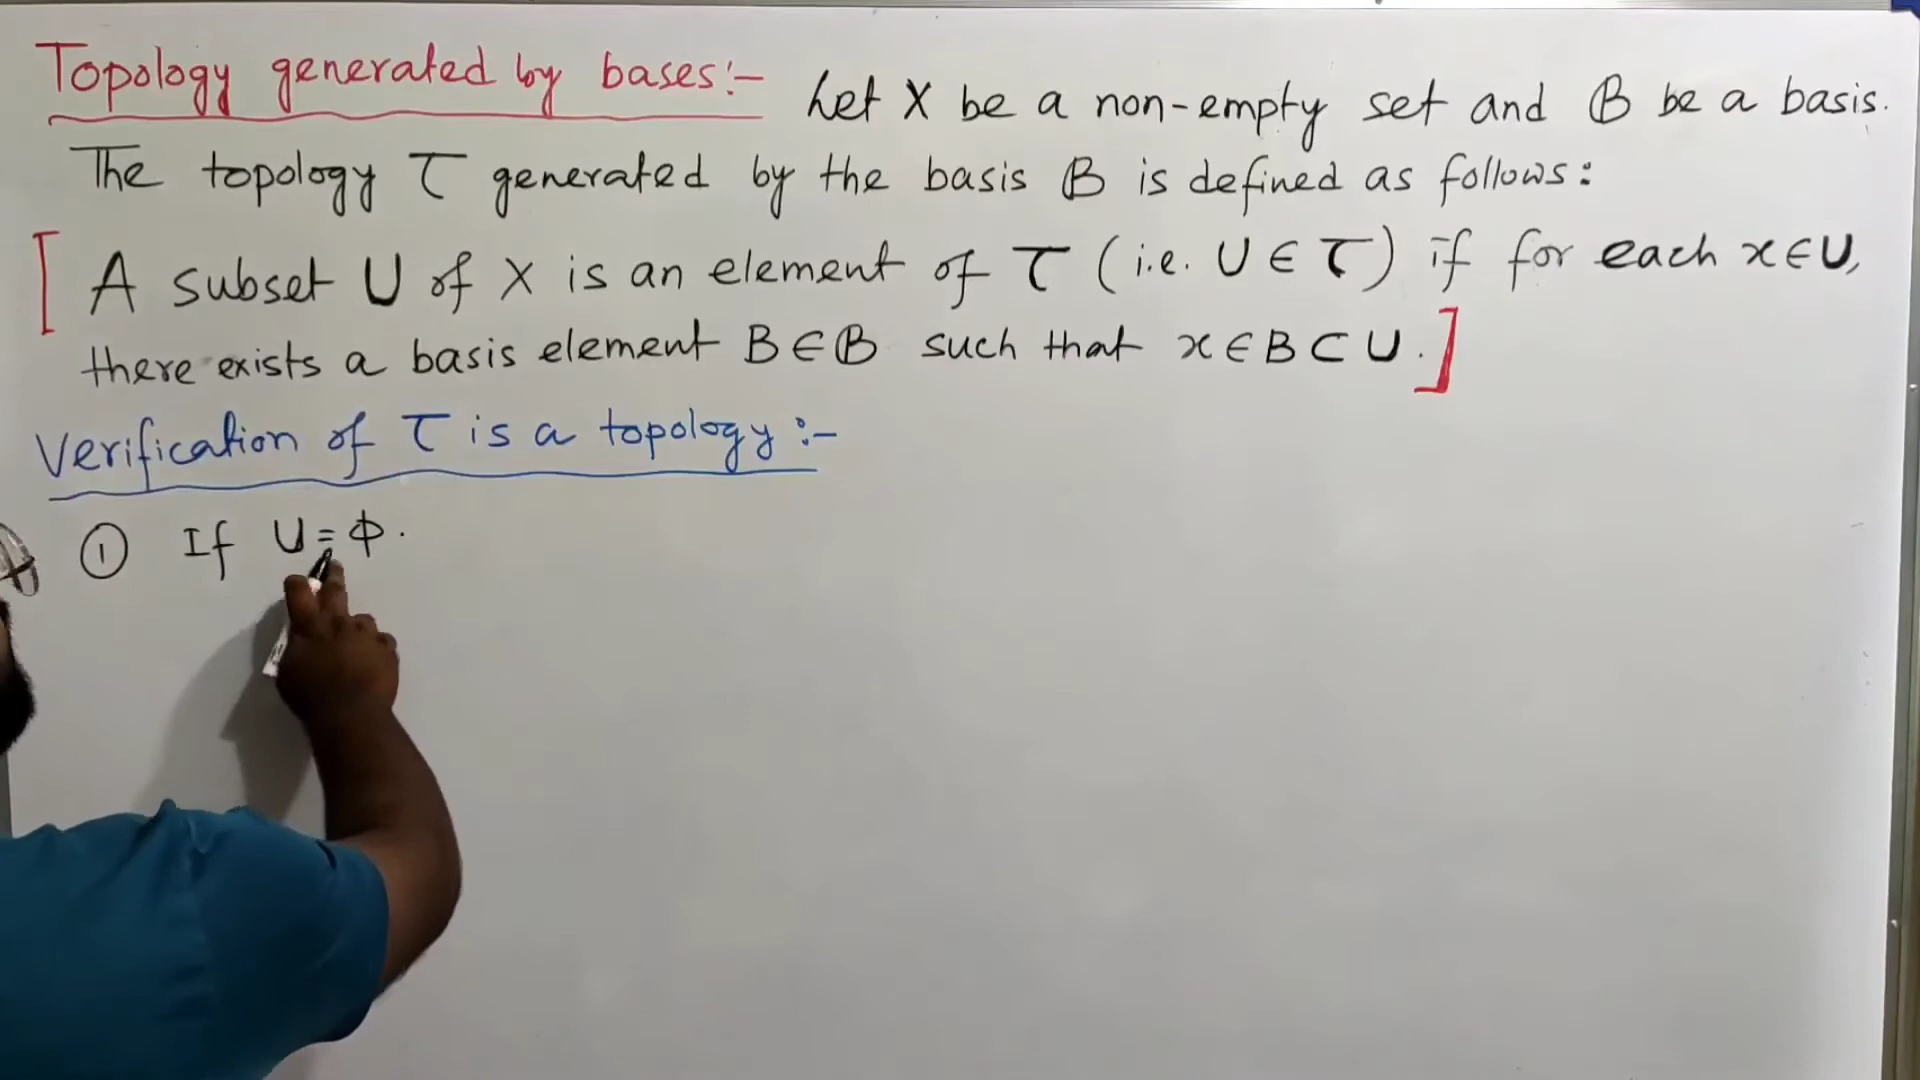 Topology generated by bases:- Let X be a non-empty set and 𝔹 be a basis.
The topology τ generated by the basis 𝔹 is defined as follows:
[ A subset U of X is an element of τ (i.e. U ∈ τ) if for each x∈U,
there exists a basis element B∈𝔹 such that x∈B⊂U. ]
Verification of τ is a topology:-
① If U=ϕ.